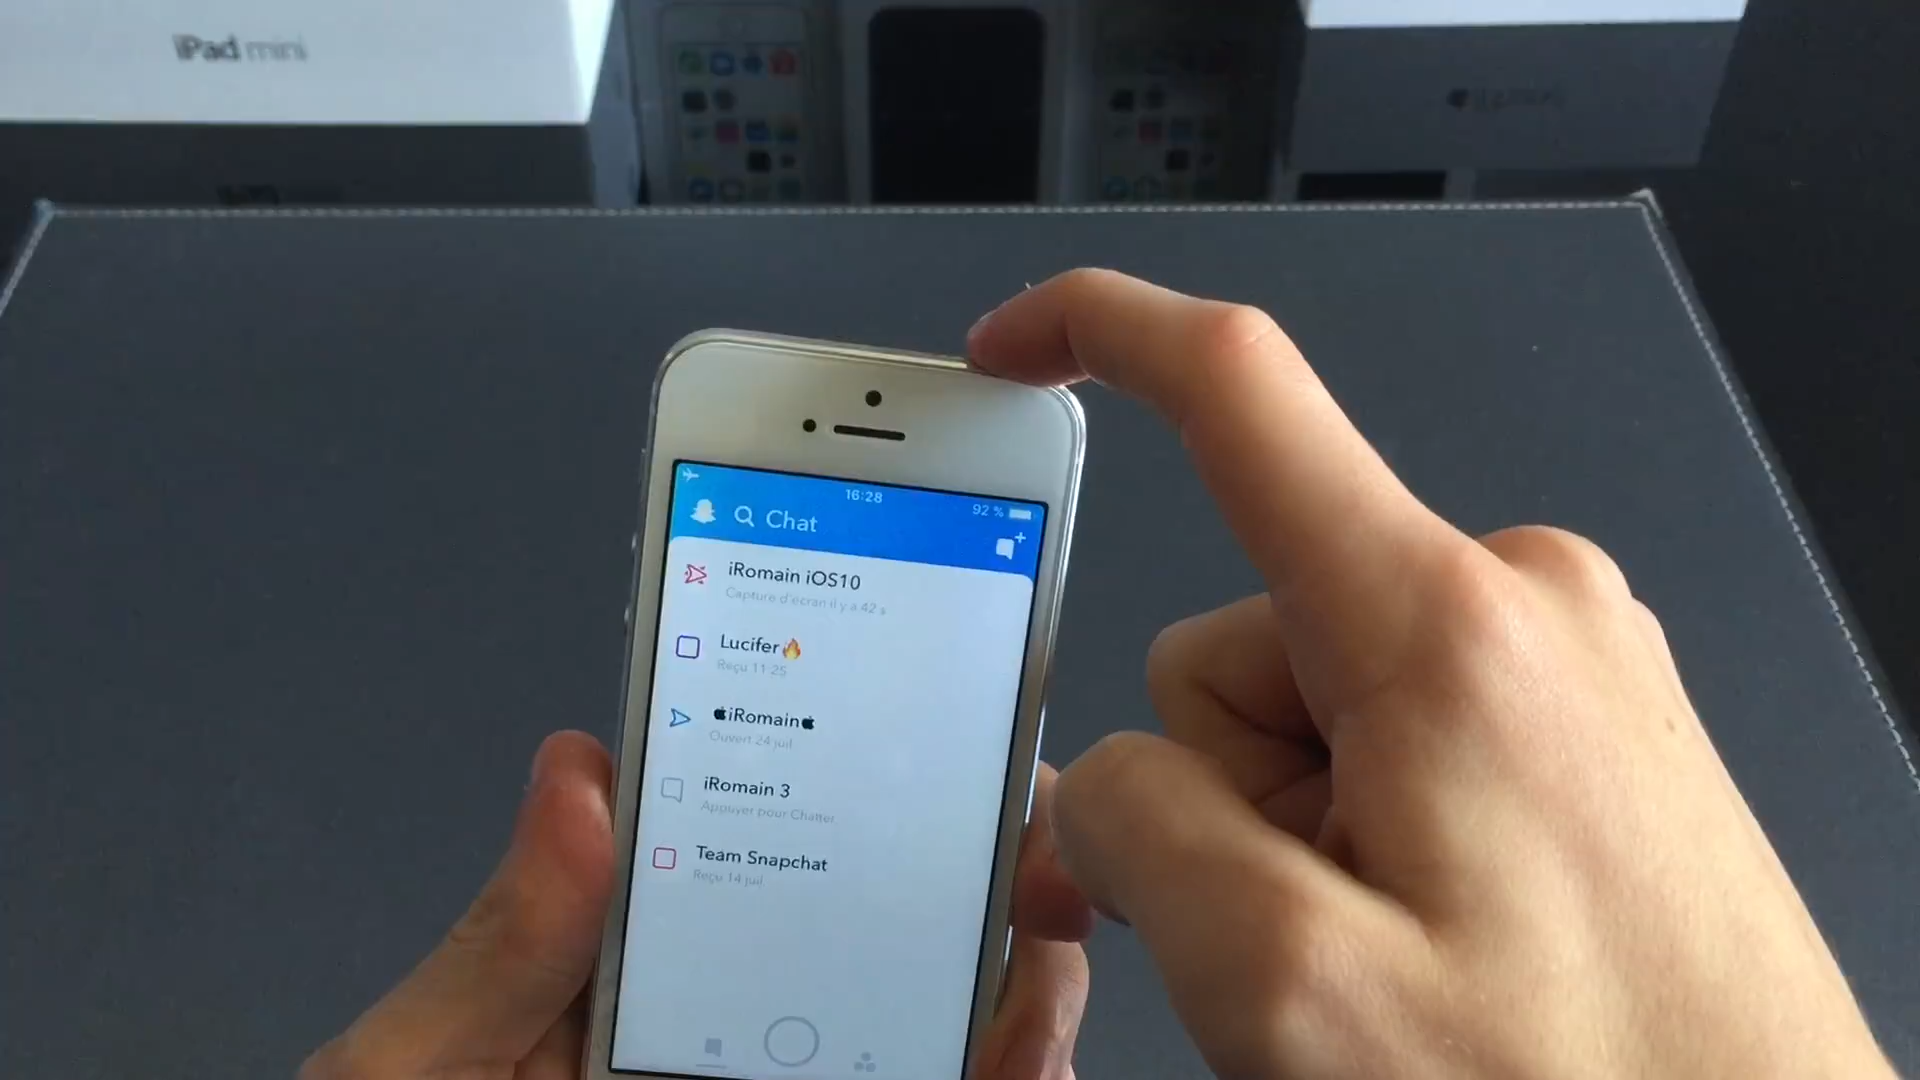 iPad mini
16:28
92 %
Chat
iRomain iOS10
Capture d'écran il y a 42 s
Lucifer🔥
Reçu 11:25
iRomain
Ouvert 24 juil.
iRomain 3
Appuyer pour Chatter
Team Snapchat
Reçu 14 juil.